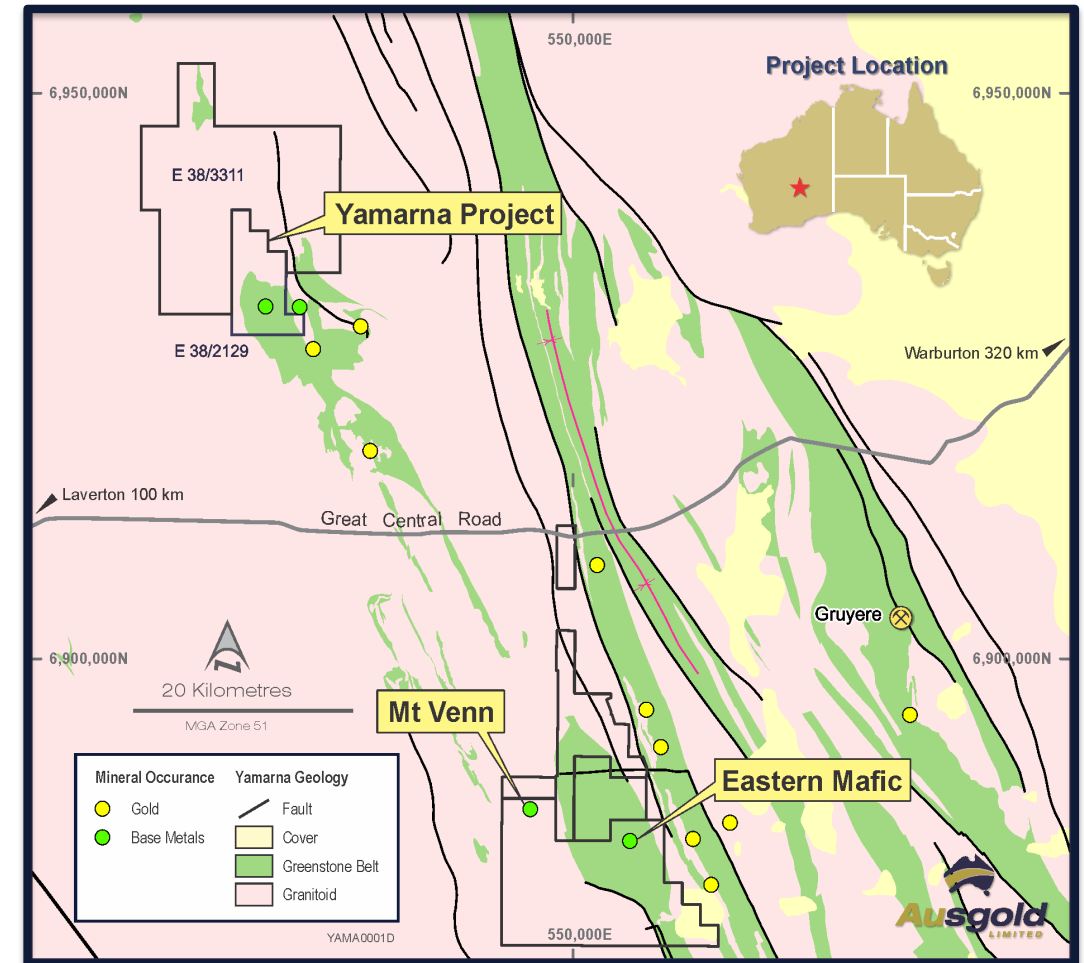 550,000E
6,950,000N
6,950,000N
Project Location
E 38/3311
Yamarna Project
E 38/2129
Warburton 320 km
Laverton 100 km
Great Central Road
Gruyere
6,900,000N
6,900,000N
20 Kilometres
MGA Zone 51
Mt Venn
Eastern Mafic
Mineral Occurance
Gold
Base Metals
Yamarna Geology
Fault
Cover
Greenstone Belt
Granitoid
YAMA0001D
550,000E
Ausgold
LIMITED